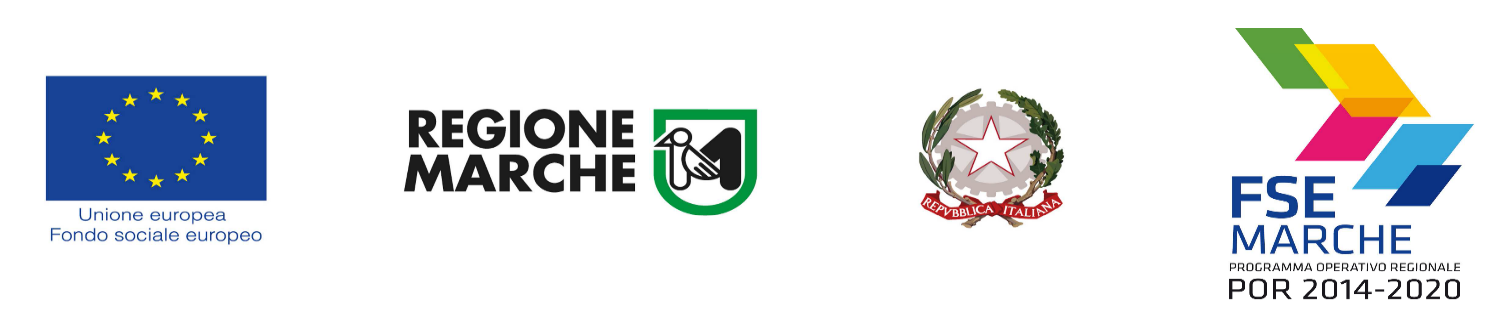 Unione europea
Fondo sociale europeo
REGIONE
MARCHE
REPVBBLICA ITALIANA
FSE
MARCHE
PROGRAMMA OPERATIVO REGIONALE
POR 2014-2020